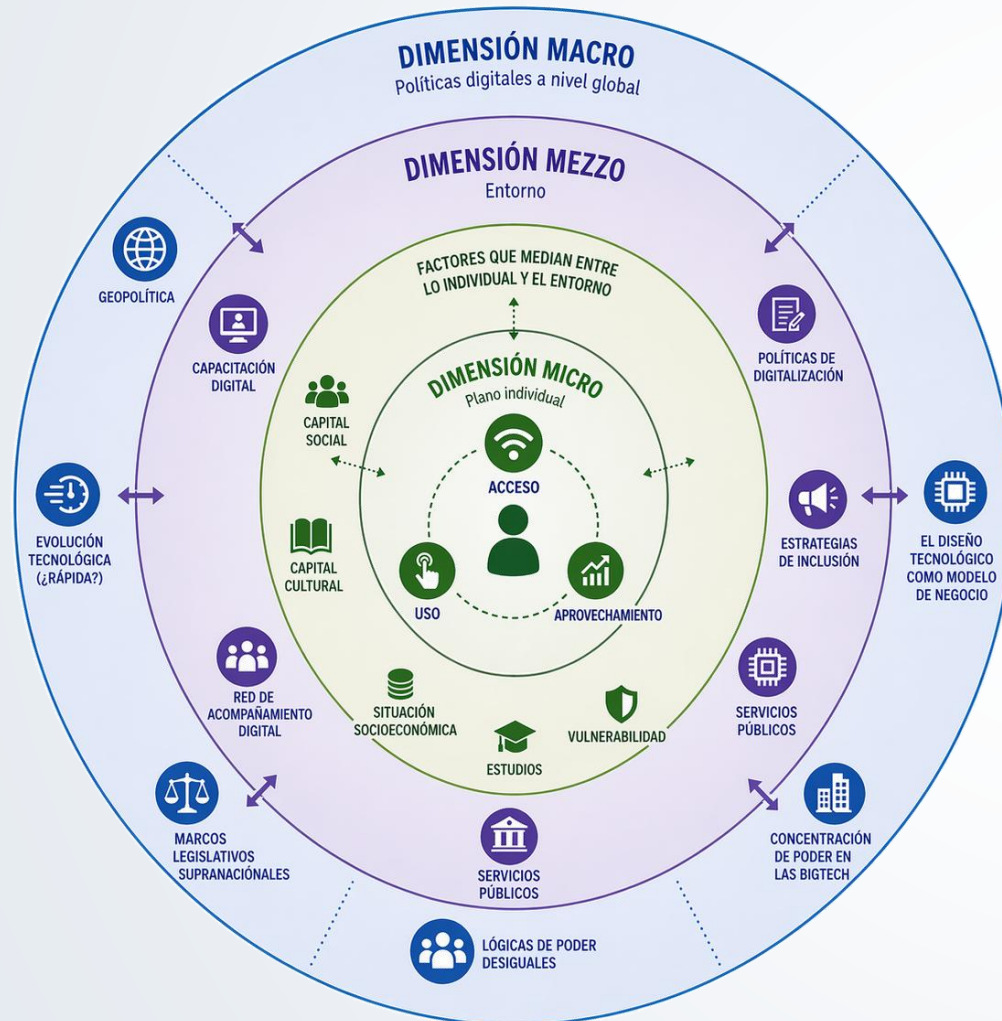 DIMENSIÓN MACRO
Políticas digitales a nivel global
DIMENSIÓN MEZZO
Entorno
FACTORES QUE MEDIAN ENTRE
LO INDIVIDUAL Y EL ENTORNO
DIMENSIÓN MICRO
Plano individual
ACCESO
USO
APROVECHAMIENTO
CAPITAL
SOCIAL
CAPITAL
CULTURAL
SITUACIÓN
SOCIOECONÓMICA
ESTUDIOS
VULNERABILIDAD
CAPACITACIÓN
DIGITAL
POLÍTICAS DE
DIGITALIZACIÓN
ESTRATEGIAS
DE INCLUSIÓN
RED DE
ACOMPAÑAMIENTO
DIGITAL
SERVICIOS
PÚBLICOS
SERVICIOS
PÚBLICOS
GEOPOLÍTICA
EVOLUCIÓN
TECNOLÓGICA
(¿RÁPIDA?)
EL DISEÑO
TECNOLÓGICO
COMO MODELO
DE NEGOCIO
MARCOS
LEGISLATIVOS
SUPRANACIÓNALES
CONCENTRACIÓN
DE PODER EN
LAS BIGTECH
LÓGICAS DE PODER
DESIGUALES